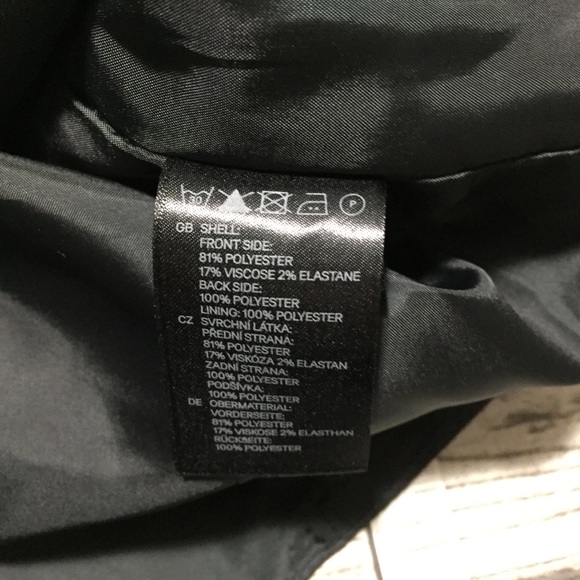 30 P
GB SHELL:
FRONT SIDE:
81% POLYESTER
17% VISCOSE 2% ELASTANE
BACK SIDE:
100% POLYESTER
LINING: 100% POLYESTER
CZ SVRCHNÍ LÁTKA:
PŘEDNÍ STRANA:
81% POLYESTER
17% VISKÓZA 2% ELASTAN
ZADNÍ STRANA:
100% POLYESTER
PODŠÍVKA:
100% POLYESTER
DE OBERMATERIAL:
VORDERSEITE:
81% POLYESTER
17% VISKOSE 2% ELASTHAN
RÜCKSEITE:
100% POLYESTER